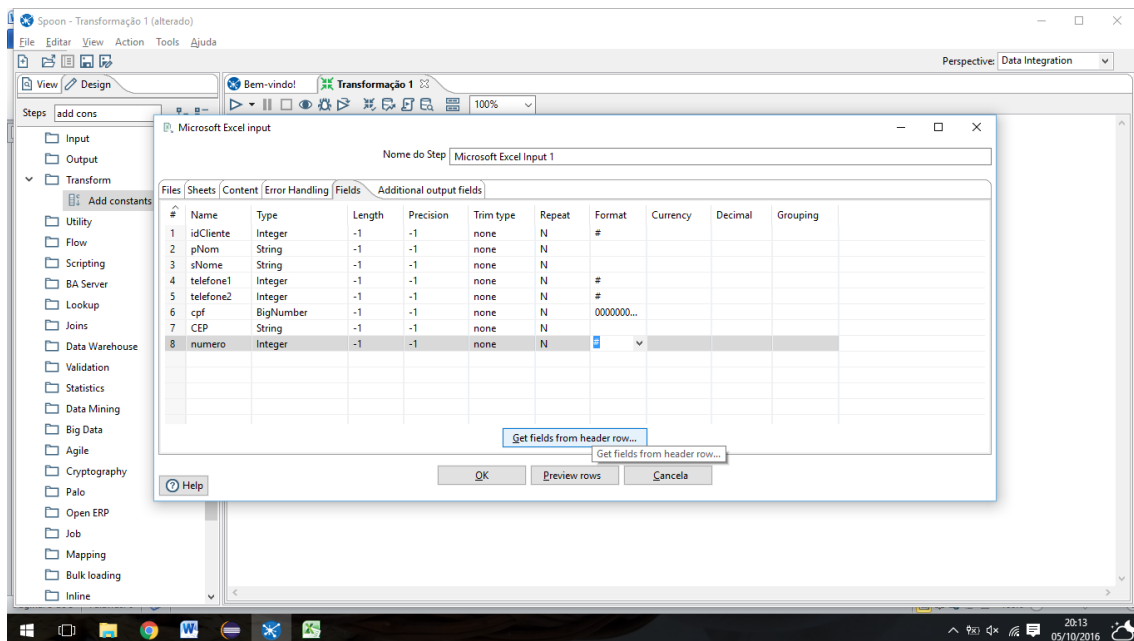 Spoon - Transformação 1 (alterado)
File Editar View Action Tools Ajuda
Perspective: Data Integration
View Design
Bem-vindo! Transformação 1
Steps add cons
100%
Input
Output
Transform
Add constants
Utility
Flow
Scripting
BA Server
Lookup
Joins
Data Warehouse
Validation
Statistics
Data Mining
Big Data
Agile
Cryptography
Palo
Open ERP
Job
Mapping
Bulk loading
Inline
Microsoft Excel input
Nome do Step Microsoft Excel Input 1
Files Sheets Content Error Handling Fields Additional output fields
# Name Type Length Precision Trim type Repeat Format Currency Decimal Grouping
1 idCliente Integer -1 -1 none N #
2 pNom String -1 -1 none N
3 sNome String -1 -1 none N
4 telefone1 Integer -1 -1 none N #
5 telefone2 Integer -1 -1 none N #
6 cpf BigNumber -1 -1 none N 0000000...
7 CEP String -1 -1 none N
8 numero Integer -1 -1 none N #
Get fields from header row...
Get fields from header row...
OK Preview rows Cancela
Help
20:13
05/10/2016